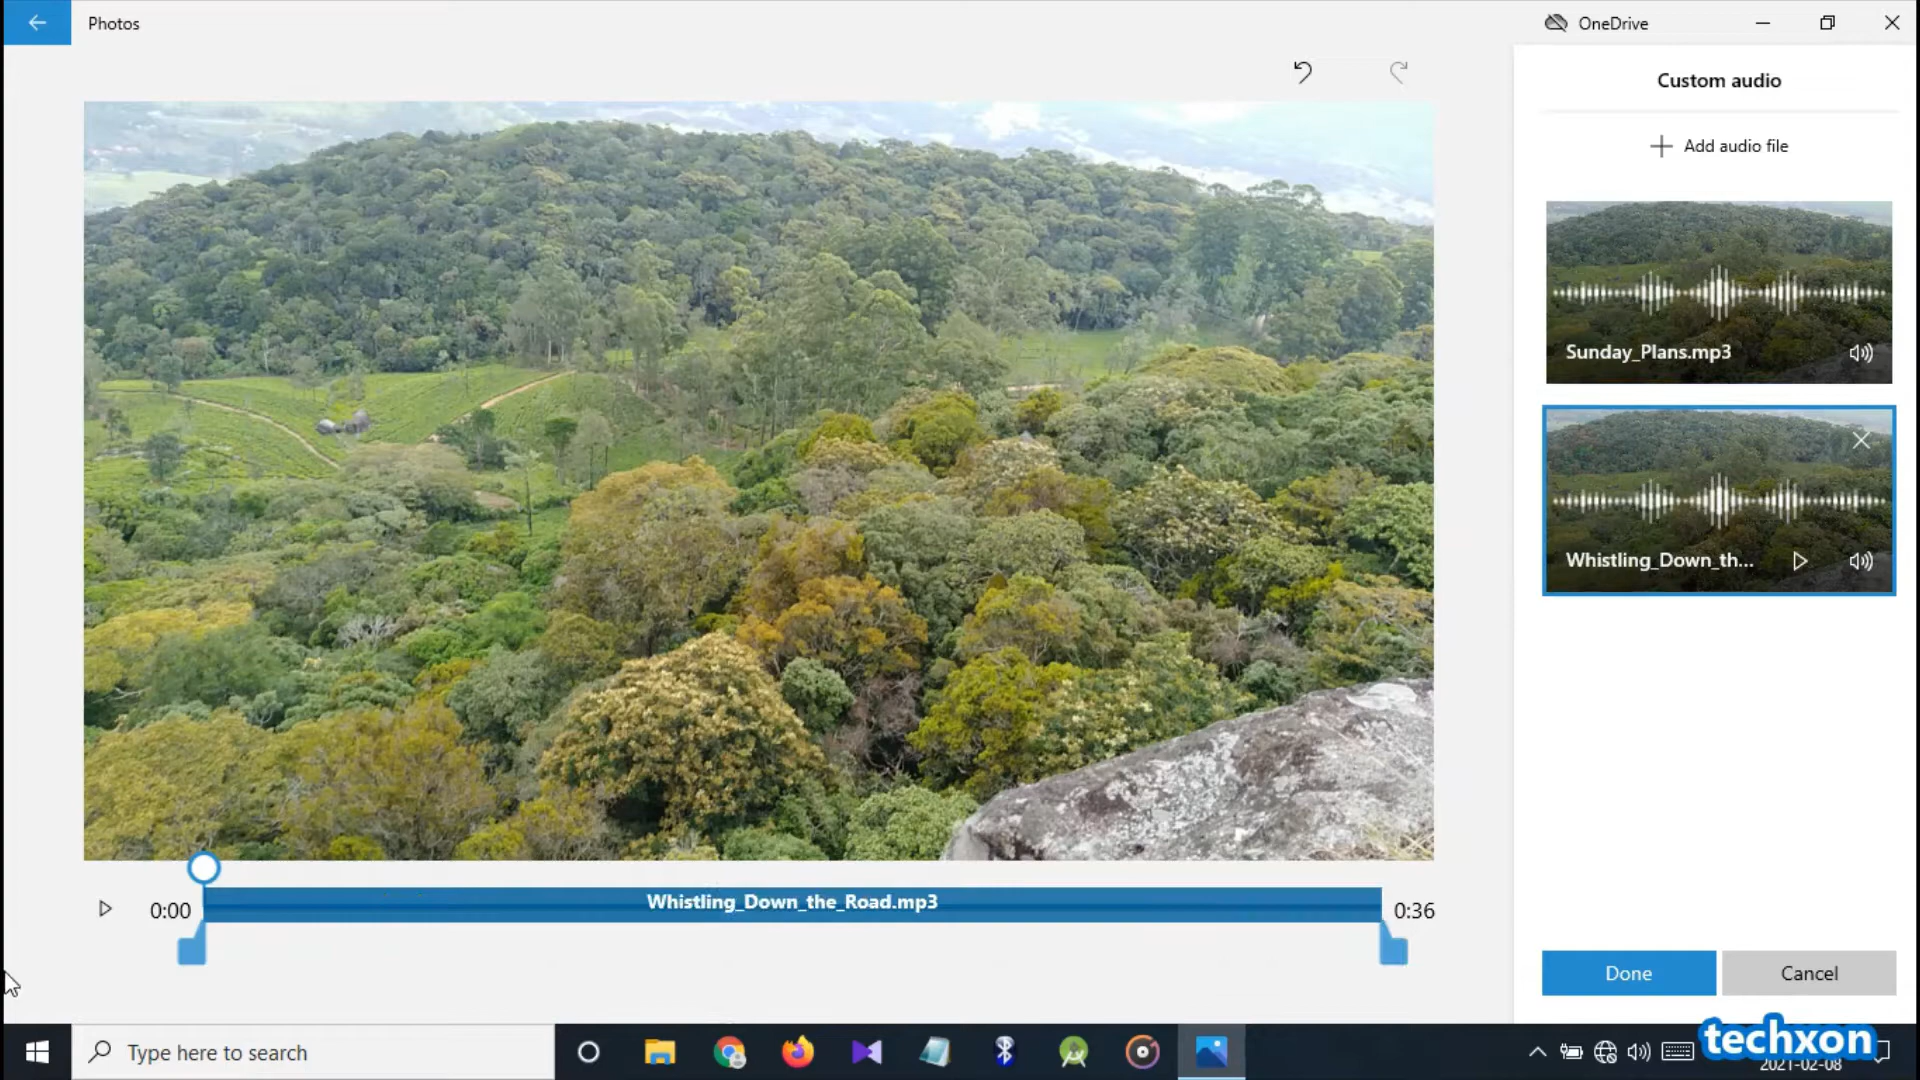 Photos
OneDrive
Custom audio
Add audio file
Sunday_Plans.mp3
Whistling_Down_th...
0:00
Whistling_Down_the_Road.mp3
0:36
Done
Cancel
Type here to search
techxon
2021-02-08